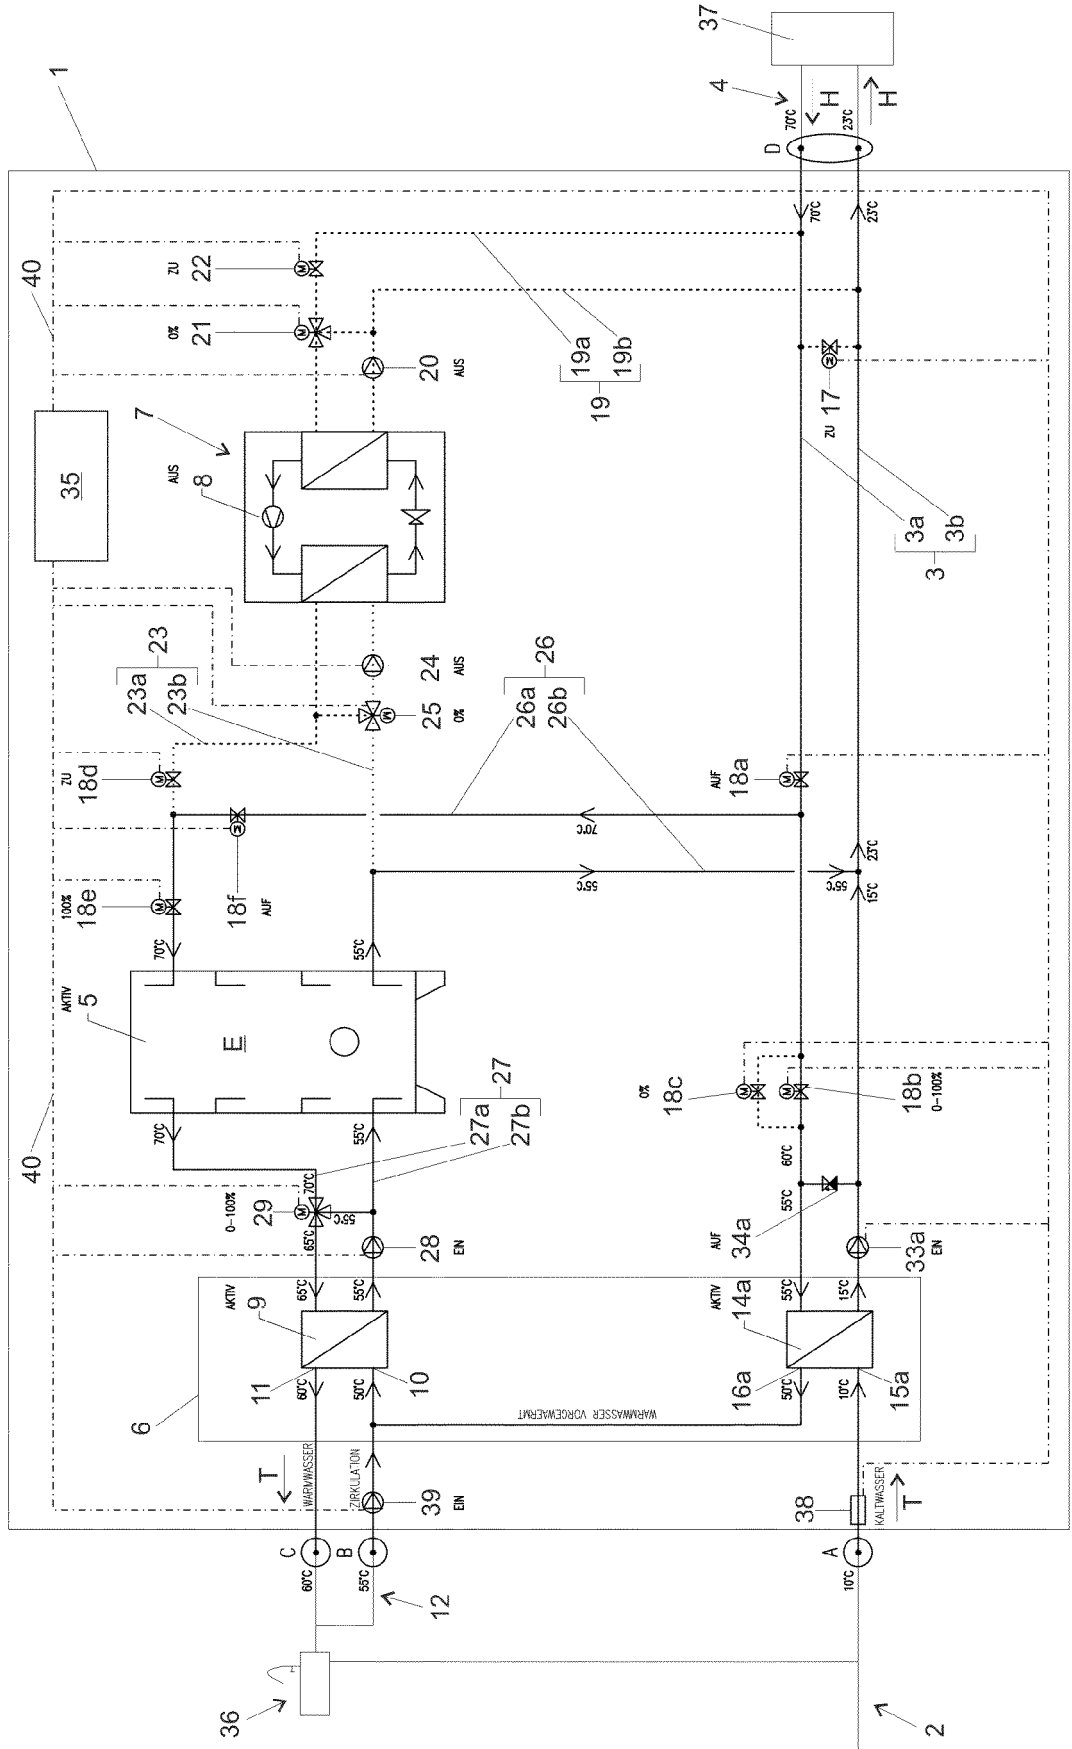 40
40
1
35
ZU
18d
100%
18e
AKTIV
5
7
AUS
8
ZU
22
0%
21
23
23a
23b
36
6
T
WARMWASSER
C
60°C
11
60°C
AKTIV
9
65°C
0-100%
29
65°C
70°C
55°C
70°C
E
70°C
18f
AUF
ZIRKULATION
B
55°C
12
39
EIN
10
50°C
55°C
28
EIN
55°C
55°C
27
27a
27b
25
0%
24
AUS
20
AUS
26
26a
26b
19a
19b
19
WARMWASSER VORGEWAERMT
70°C
55°C
55°C
0%
18c
AUF
18a
37
4
70°C
H
H
23°C
D
AKTIV
14a
16a
50°C
55°C
AUF
34a
55°C
60°C
18b
0-100%
70°C
17
ZU
38
KALTWASSER
T
A
10°C
10°C
15a
15°C
33a
EIN
15°C
23°C
23°C
3a
3b
3
2
M
M
M
M
M
M
M
M
M
M
M